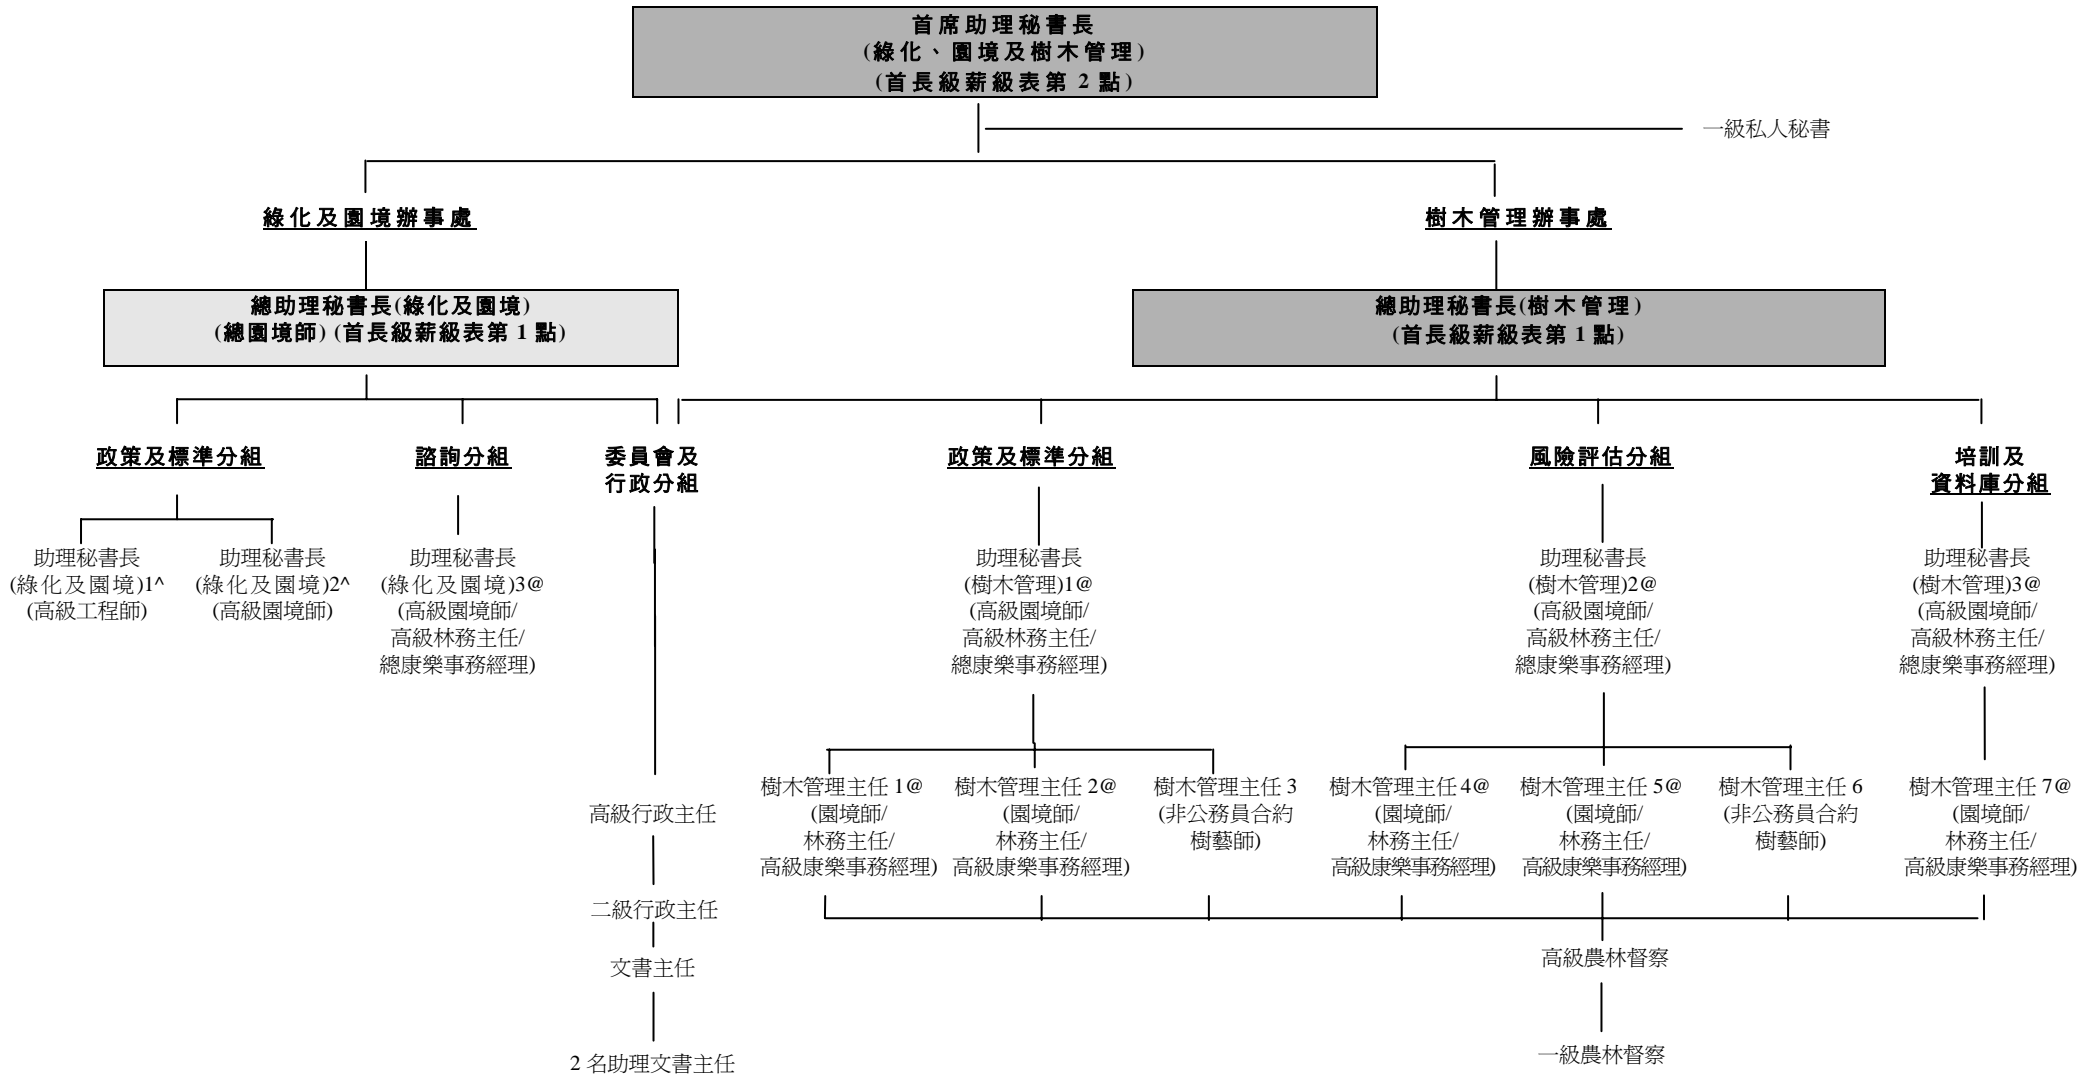 首席助理秘書長
(綠化、園境及樹木管理)
(首長級薪級表第 2 點)
一級私人秘書
綠化及園境辦事處
樹木管理辦事處
總助理秘書長(綠化及園境)
(總園境師) (首長級薪級表第 1 點)
總助理秘書長(樹木管理)
(首長級薪級表第 1 點)
政策及標準分組
諮詢分組
委員會及
行政分組
政策及標準分組
風險評估分組
培訓及
資料庫分組
助理秘書長
(綠化及園境)1^
(高級工程師)
助理秘書長
(綠化及園境)2^
(高級園境師)
助理秘書長
(綠化及園境)3@
(高級園境師/
高級林務主任/
總康樂事務經理)
助理秘書長
(樹木管理)1@
(高級園境師/
高級林務主任/
總康樂事務經理)
助理秘書長
(樹木管理)2@
(高級園境師/
高級林務主任/
總康樂事務經理)
助理秘書長
(樹木管理)3@
(高級園境師/
高級林務主任/
總康樂事務經理)
高級行政主任
二級行政主任
文書主任
2 名助理文書主任
樹木管理主任 1@
(園境師/
林務主任/
高級康樂事務經理)
樹木管理主任 2@
(園境師/
林務主任/
高級康樂事務經理)
樹木管理主任 3
(非公務員合約
樹藝師)
樹木管理主任 4@
(園境師/
林務主任/
高級康樂事務經理)
樹木管理主任 5@
(園境師/
林務主任/
高級康樂事務經理)
樹木管理主任 6
(非公務員合約
樹藝師)
樹木管理主任 7@
(園境師/
林務主任/
高級康樂事務經理)
高級農林督察
一級農林督察